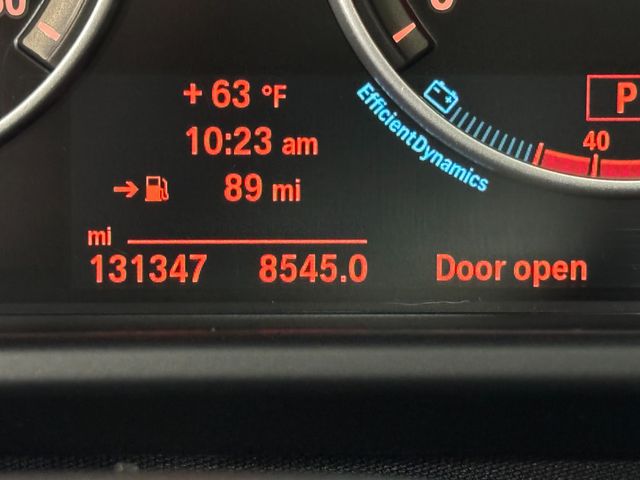 + 63 °F
10:23 am
89 mi
mi
131347 8545.0
Door open
EfficientDynamics
P
40